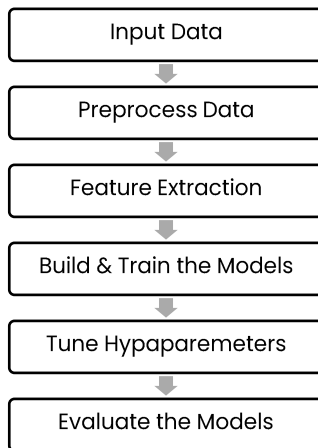 Input Data
Preprocess Data
Feature Extraction
Build & Train the Models
Tune Hypaparemeters
Evaluate the Models